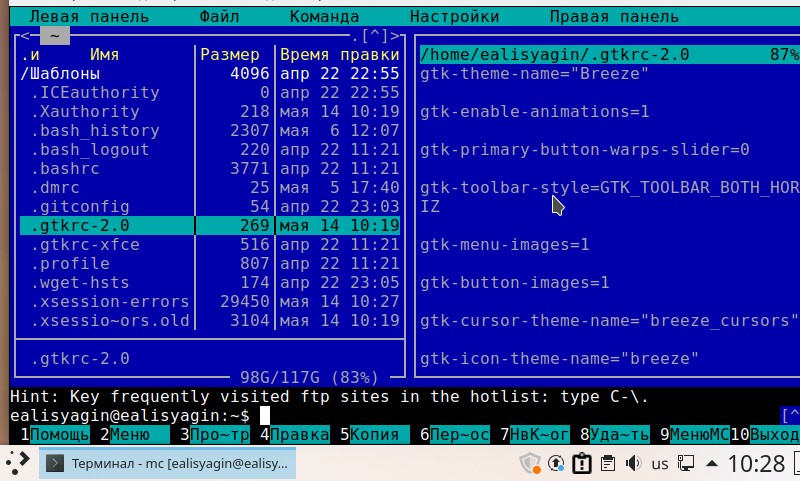 Левая панель Файл Команда Настройки Правая панель
<─ ~ .[^]>
.и Имя Размер Время правки
/Шаблоны 4096 апр 22 22:55
.ICEauthority 0 апр 22 22:55
.Xauthority 218 мая 14 10:19
.bash_history 2307 мая 6 12:07
.bash_logout 220 апр 22 11:21
.bashrc 3771 апр 22 11:21
.dmrc 25 мая 5 17:40
.gitconfig 54 апр 22 23:03
.gtkrc-2.0 269 мая 14 10:19
.gtkrc-xfce 516 апр 22 11:21
.profile 807 апр 22 11:21
.wget-hsts 174 апр 22 23:05
.xsession-errors 29450 мая 14 10:27
.xsessio~ors.old 3104 мая 14 10:19
.gtkrc-2.0
98G/117G (83%)
/home/ealisyagin/.gtkrc-2.0 87%
gtk-theme-name="Breeze"
gtk-enable-animations=1
gtk-primary-button-warps-slider=0
gtk-toolbar-style=GTK_TOOLBAR_BOTH_HOR
IZ
gtk-menu-images=1
gtk-button-images=1
gtk-cursor-theme-name="breeze_cursors"
gtk-icon-theme-name="breeze"
Hint: Key frequently visited ftp sites in the hotlist: type C-\.
ealisyagin@ealisyagin:~$ [^
1Помощь 2Меню 3Про~тр 4Правка 5Копия 6Пер~ос 7НвК~ог 8Уда~ть 9МенюМС 10Выход
Терминал - mc [ealisyagin@ealisy... us 10:28